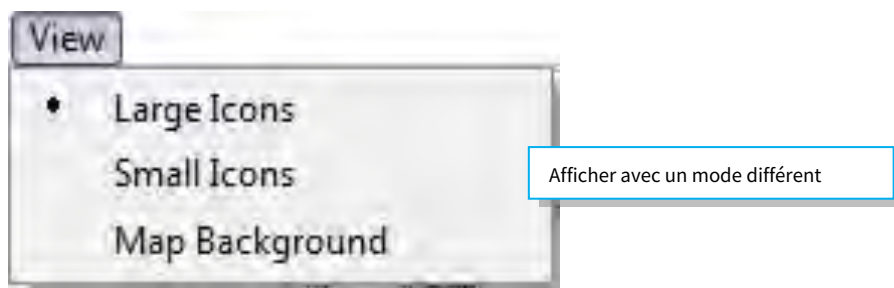 View
Large Icons
Small Icons
Afficher avec un mode différent
Map Background